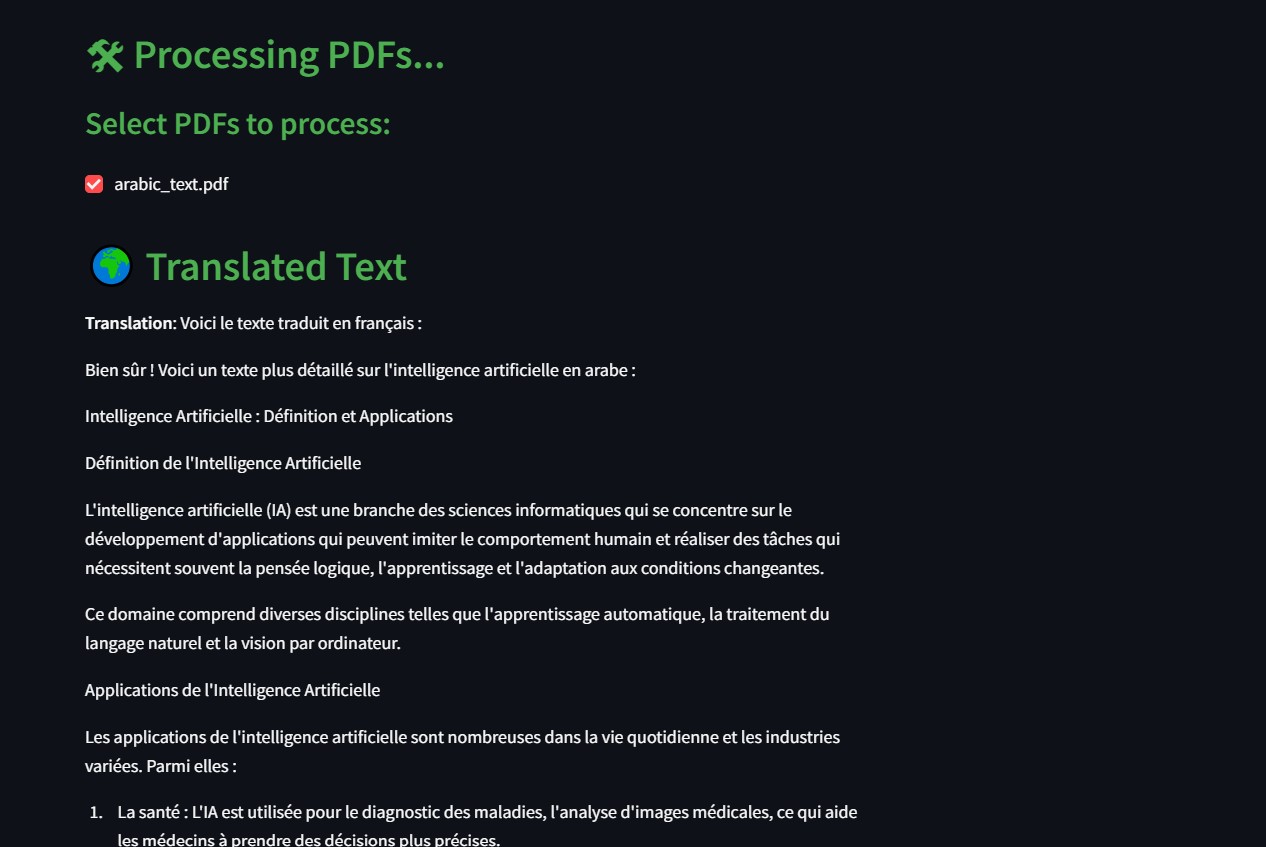 🛠 Processing PDFs...
Select PDFs to process:
arabic_text.pdf
🌍 Translated Text
Translation: Voici le texte traduit en français :
Bien sûr ! Voici un texte plus détaillé sur l'intelligence artificielle en arabe :
Intelligence Artificielle : Définition et Applications
Définition de l'Intelligence Artificielle
L'intelligence artificielle (IA) est une branche des sciences informatiques qui se concentre sur le
développement d'applications qui peuvent imiter le comportement humain et réaliser des tâches qui
nécessitent souvent la pensée logique, l'apprentissage et l'adaptation aux conditions changeantes.
Ce domaine comprend diverses disciplines telles que l'apprentissage automatique, la traitement du
langage naturel et la vision par ordinateur.
Applications de l'Intelligence Artificielle
Les applications de l'intelligence artificielle sont nombreuses dans la vie quotidienne et les industries
variées. Parmi elles :
1. La santé : L'IA est utilisée pour le diagnostic des maladies, l'analyse d'images médicales, ce qui aide
les médecins à prendre des décisions plus précises.